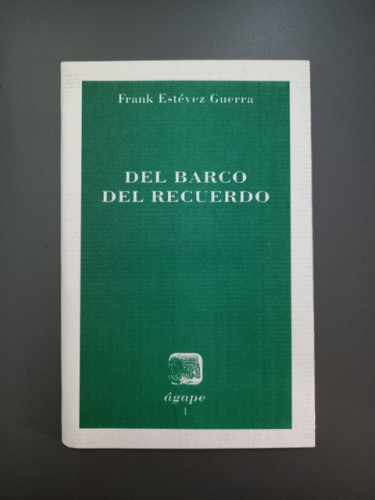 Frank Estévez Guerra
DEL BARCO
DEL RECUERDO
ágape
1